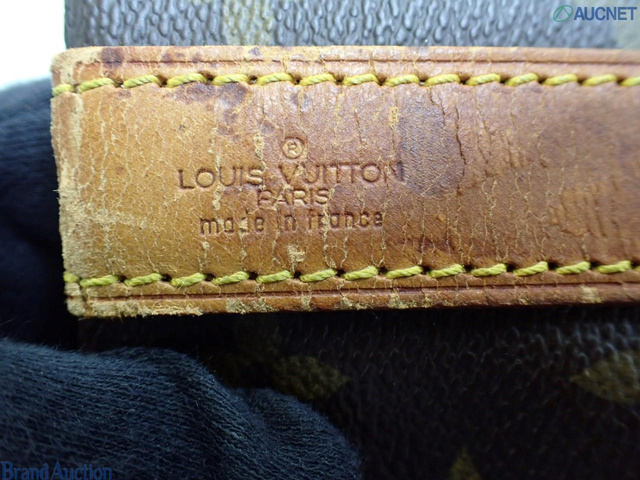 AUCNET
®
LOUIS VUITTON
PARIS
made in france
Brand Auction